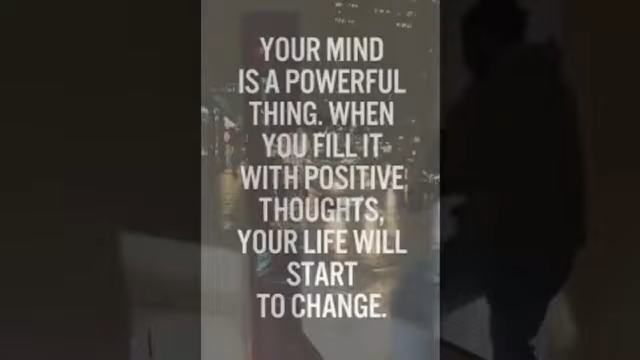 YOUR MIND
IS A POWERFUL
THING. WHEN
YOU FILL IT
WITH POSITIVE
THOUGHTS,
YOUR LIFE WILL
START
TO CHANGE.